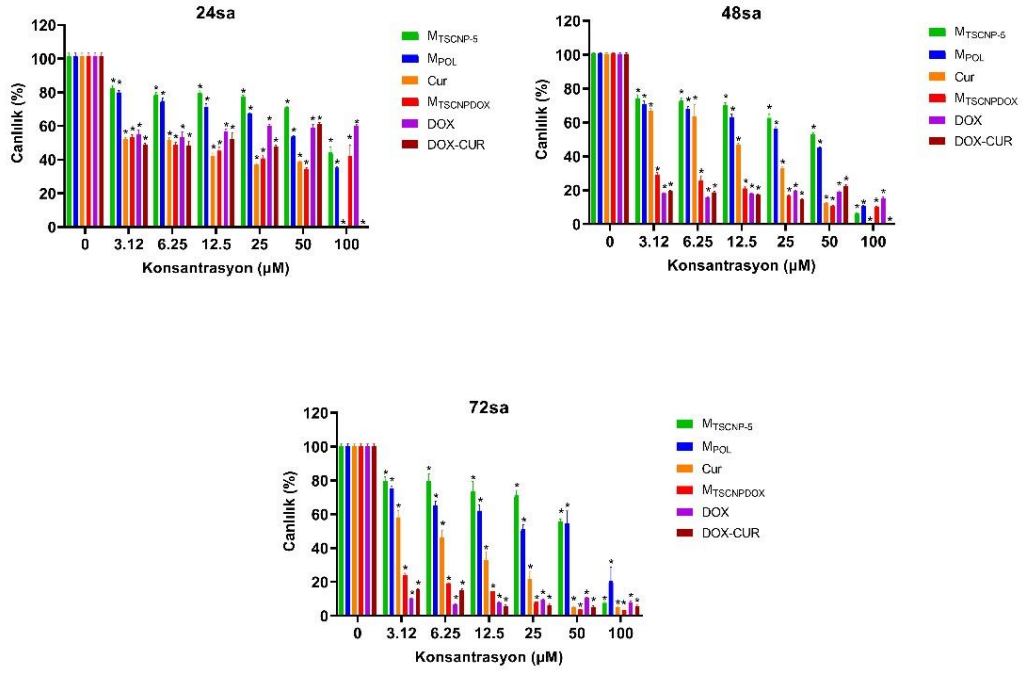 24sa
120
100
80
60
40
20
0
Canlılık (%)
* * * * * * * * * * * * * * * * * * * * * * * * * * * * * * * * * * * *
0 3.12 6.25 12.5 25 50 100
Konsantrasyon (µM)
MTSCNP-5
MPOL
Cur
MTSCNPDOX
DOX
DOX-CUR
48sa
120
100
80
60
40
20
0
Canlılık (%)
* * * * * * * * * * * * * * * * * * * * * * * * * * * * * * * * * * * *
0 3.12 6.25 12.5 25 50 100
Konsantrasyon (µM)
MTSCNP-5
MPOL
Cur
MTSCNPDOX
DOX
DOX-CUR
72sa
120
100
80
60
40
20
0
Canlılık (%)
* * * * * * * * * * * * * * * * * * * * * * * * * * * * * * * * * * * *
0 3.12 6.25 12.5 25 50 100
Konsantrasyon (µM)
MTSCNP-5
MPOL
Cur
MTSCNPDOX
DOX
DOX-CUR